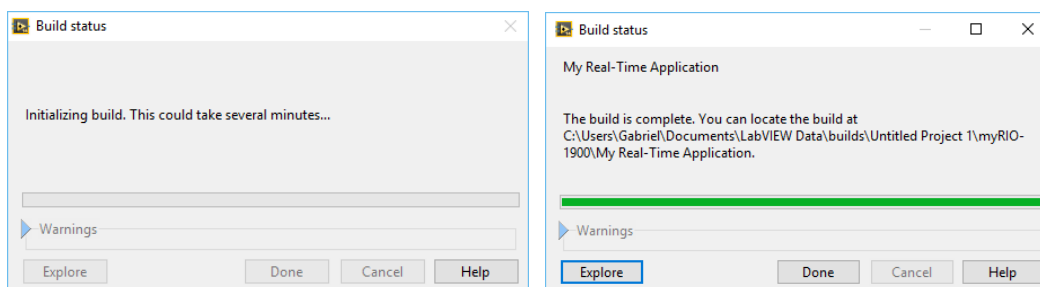 Build status
Initializing build. This could take several minutes...
Warnings
Explore
Done
Cancel
Help
Build status
My Real-Time Application
The build is complete. You can locate the build at
C:\Users\Gabriel\Documents\LabVIEW Data\builds\Untitled Project 1\myRIO-
1900\My Real-Time Application.
Warnings
Explore
Done
Cancel
Help